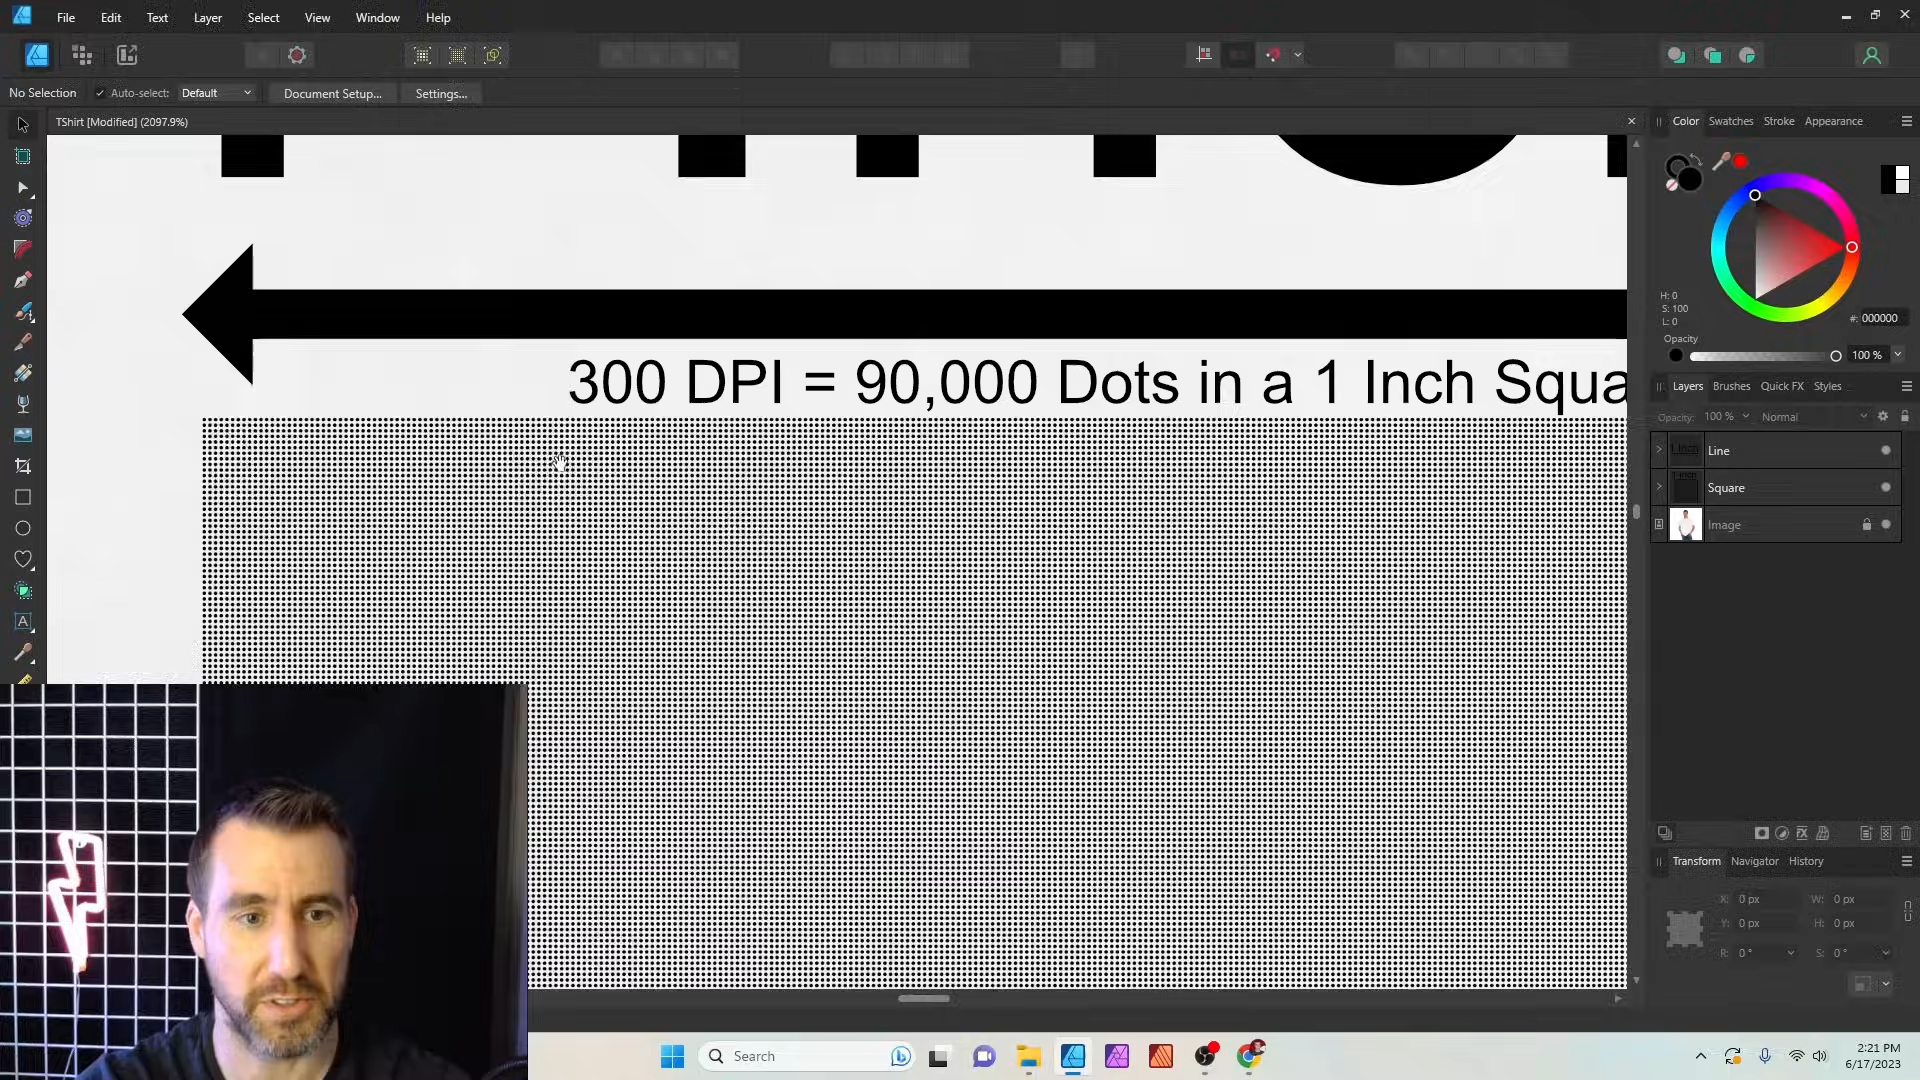 File Edit Text Layer Select View Window Help
No Selection Auto-select: Default Document Setup... Settings...
TShirt [Modified] (2097.9%)
Color Swatches Stroke Appearance
H: 0
S: 100
L: 0
#: 000000
Opacity
100 %
300 DPI = 90,000 Dots in a 1 Inch Squa
Layers Brushes Quick FX Styles
Opacity: 100 % Normal
Line
Square
Image
Transform Navigator History
X: 0 px W: 0 px
Y: 0 px H: 0 px
R: 0 ° S: 0 °
Search
2:21 PM
6/17/2023